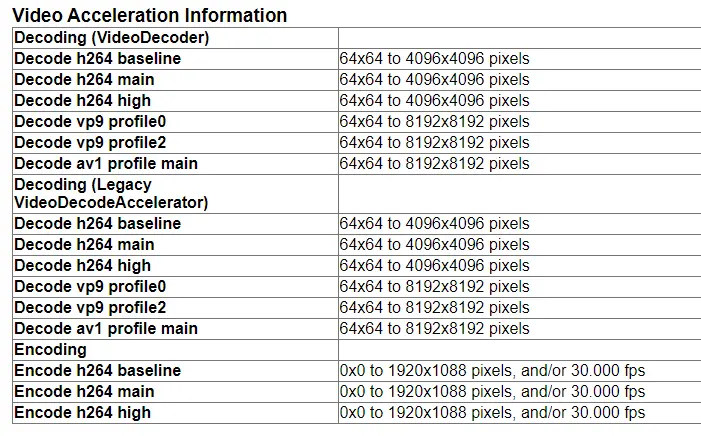 Video Acceleration Information
Decoding (VideoDecoder)
Decode h264 baseline 64x64 to 4096x4096 pixels
Decode h264 main 64x64 to 4096x4096 pixels
Decode h264 high 64x64 to 4096x4096 pixels
Decode vp9 profile0 64x64 to 8192x8192 pixels
Decode vp9 profile2 64x64 to 8192x8192 pixels
Decode av1 profile main 64x64 to 8192x8192 pixels
Decoding (Legacy
VideoDecodeAccelerator)
Decode h264 baseline 64x64 to 4096x4096 pixels
Decode h264 main 64x64 to 4096x4096 pixels
Decode h264 high 64x64 to 4096x4096 pixels
Decode vp9 profile0 64x64 to 8192x8192 pixels
Decode vp9 profile2 64x64 to 8192x8192 pixels
Decode av1 profile main 64x64 to 8192x8192 pixels
Encoding
Encode h264 baseline 0x0 to 1920x1088 pixels, and/or 30.000 fps
Encode h264 main 0x0 to 1920x1088 pixels, and/or 30.000 fps
Encode h264 high 0x0 to 1920x1088 pixels, and/or 30.000 fps